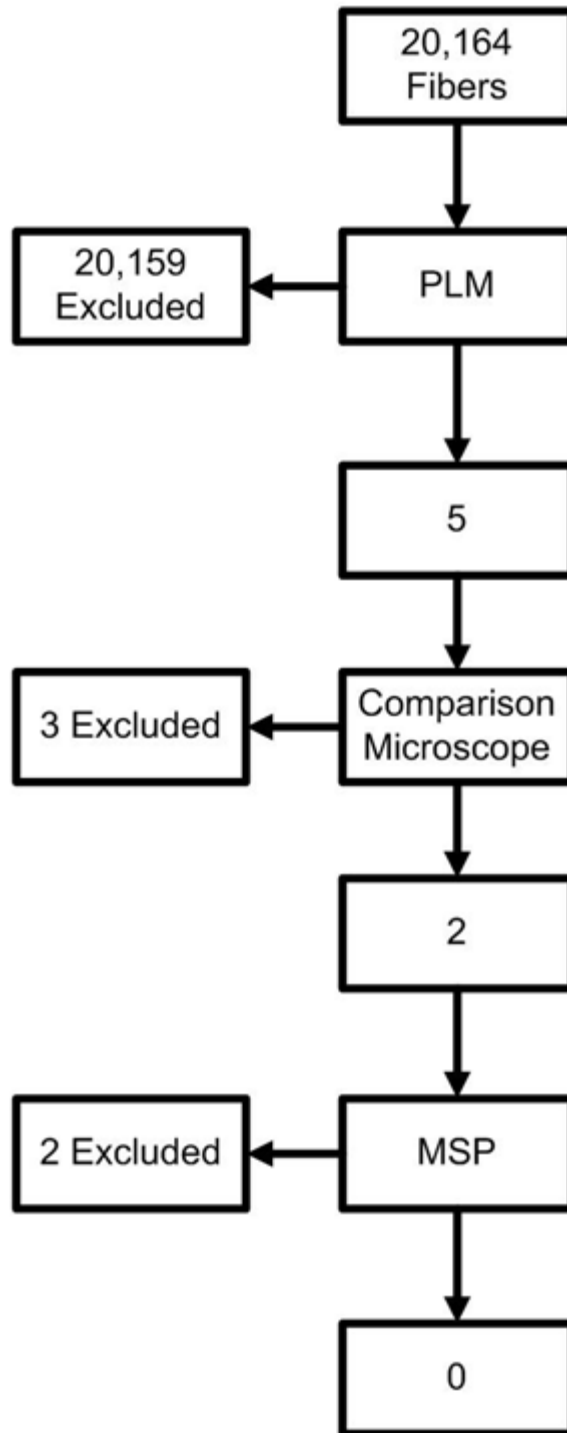 20,164
Fibers
20,159
Excluded
PLM
5
3 Excluded
Comparison
Microscope
2
2 Excluded
MSP
0